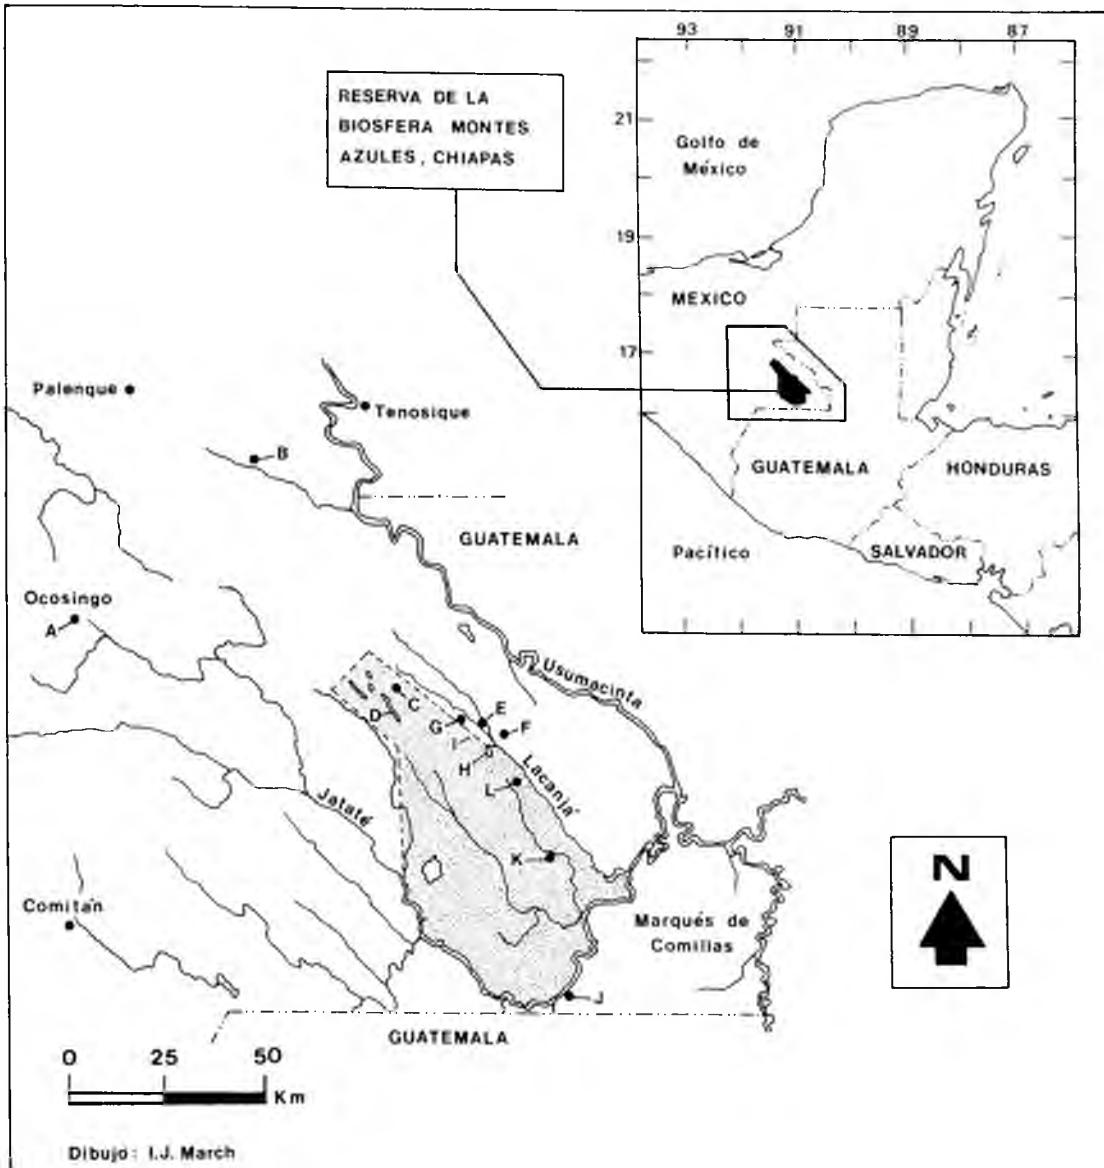 93 91 89 87
RESERVA DE LA
BIOSFERA MONTES
AZULES, CHIAPAS
21
Golfo de
México
19
MEXICO
17
GUATEMALA
HONDURAS
Pacítico
SALVADOR
Palenque
Tenosique
B
GUATEMALA
Ocosingo
A
Usumacinta
C
D
G
E
F
I
H
Lacanjá
L
Jataté
K
Comitán
Marqués de
Comillas
N
J
GUATEMALA
0 25 50
Km
Dibujo: I.J. March